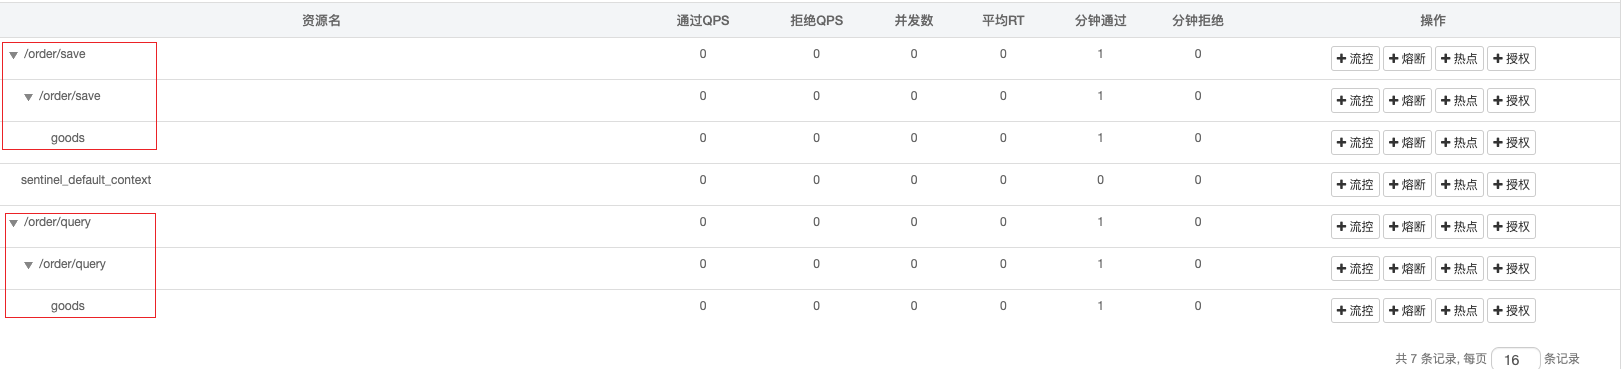 资源名 通过QPS 拒绝QPS 并发数 平均RT 分钟通过 分钟拒绝 操作
/order/save 0 0 0 0 1 0 流控 熔断 热点 授权
/order/save 0 0 0 0 1 0 流控 熔断 热点 授权
goods 0 0 0 0 1 0 流控 熔断 热点 授权
sentinel_default_context 0 0 0 0 0 0 流控 熔断 热点 授权
/order/query 0 0 0 0 1 0 流控 熔断 热点 授权
/order/query 0 0 0 0 1 0 流控 熔断 热点 授权
goods 0 0 0 0 1 0 流控 熔断 热点 授权
共 7 条记录, 每页 16 条记录